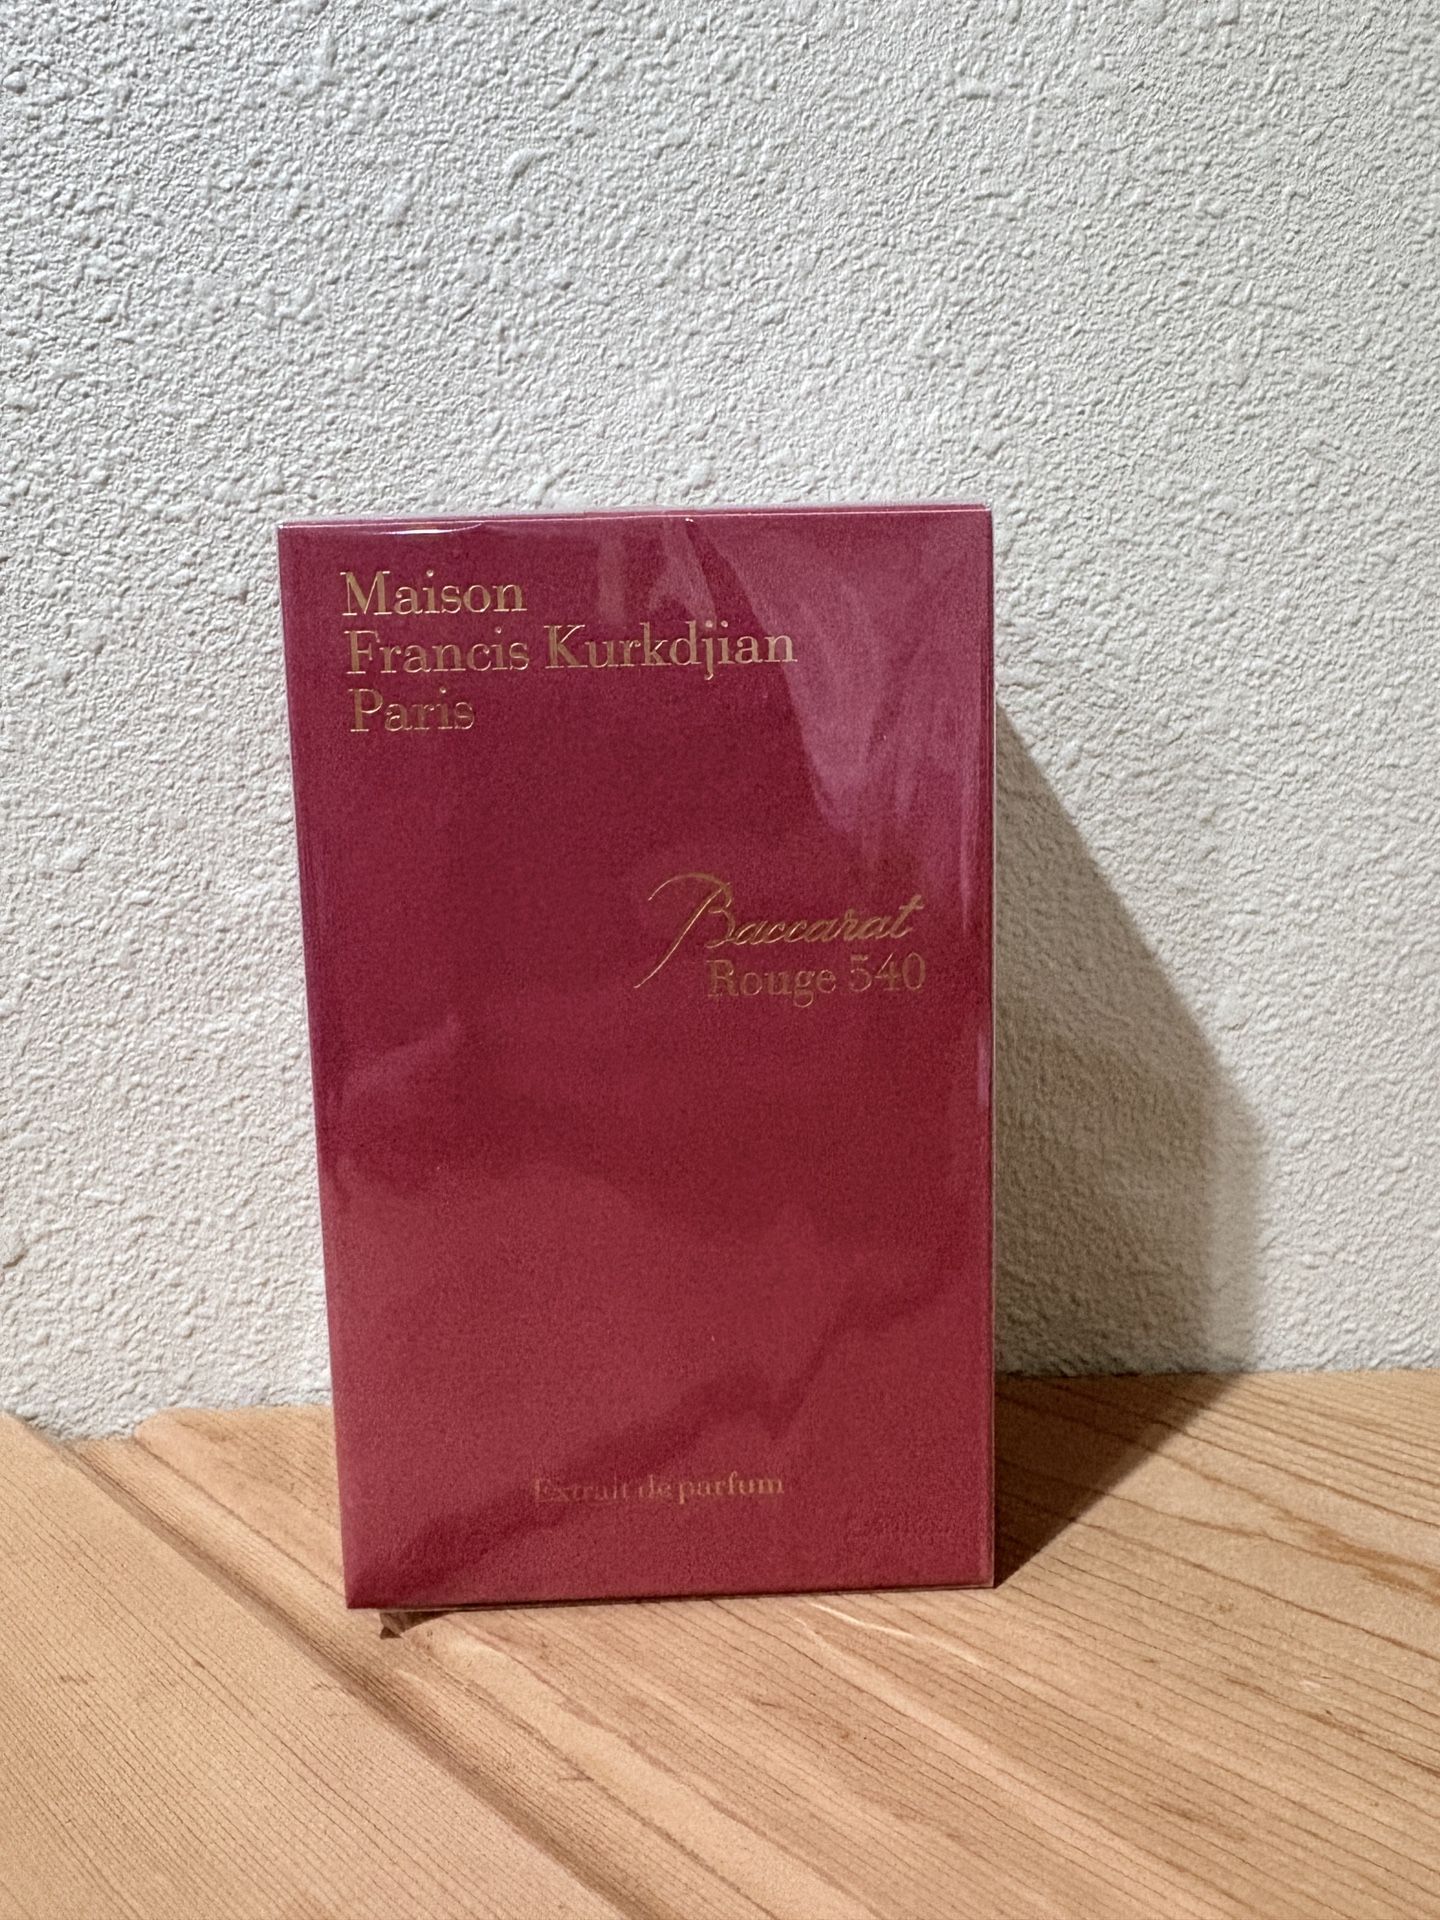 Maison
Francis Kurkdjian
Paris
Baccarat
Rouge 540
Extrait de parfum